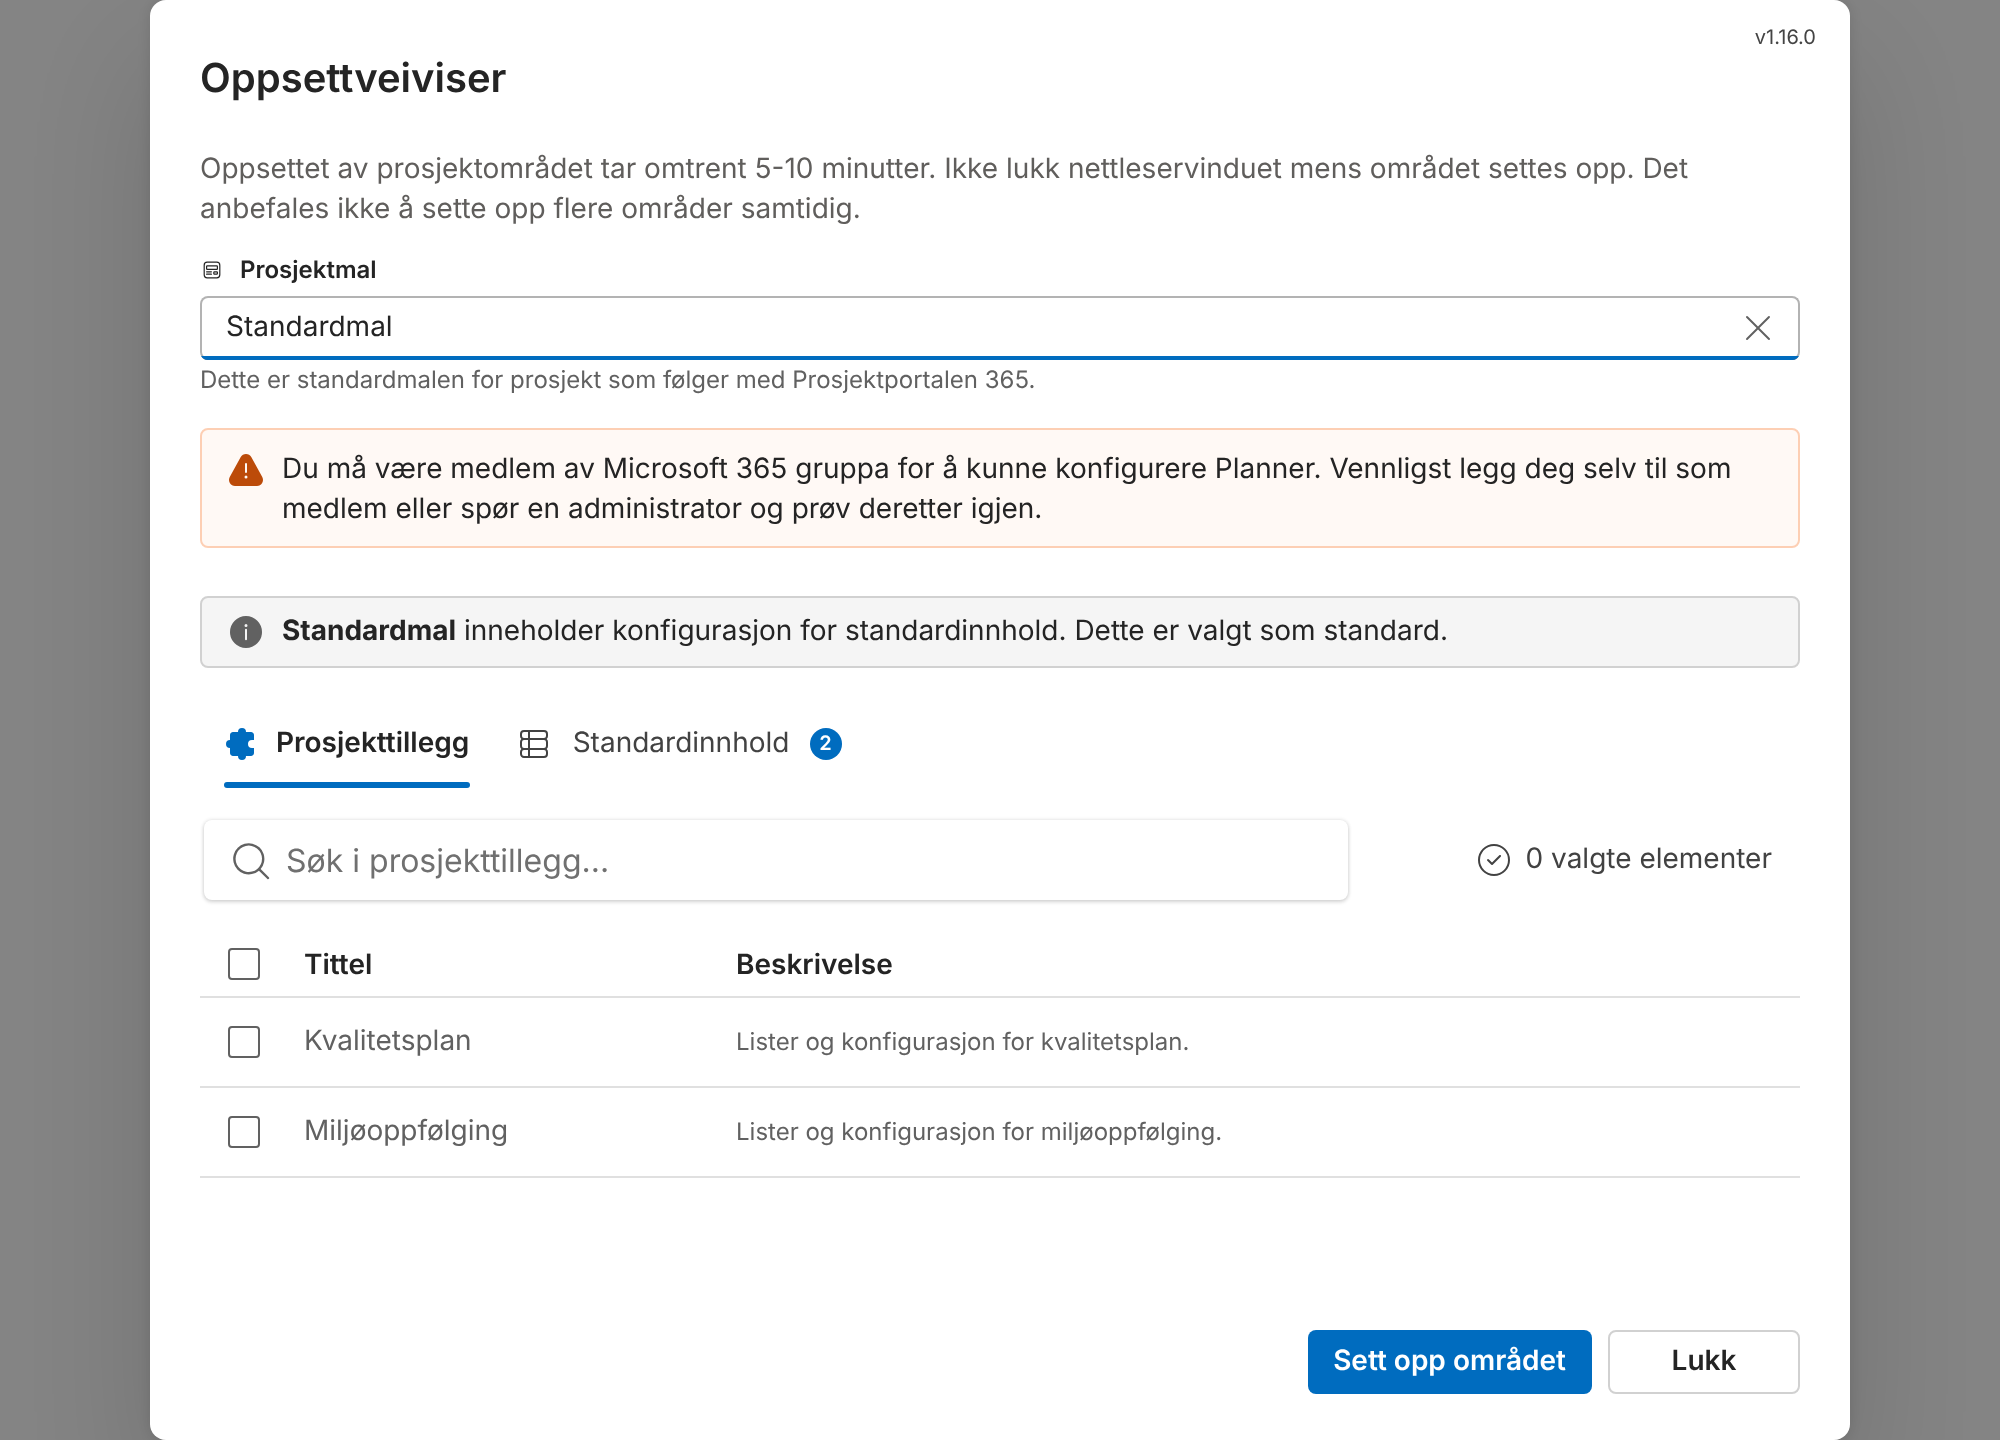 v1.16.0
Oppsettveiviser
Oppsettet av prosjektområdet tar omtrent 5-10 minutter. Ikke lukk nettleservinduet mens området settes opp. Det
anbefales ikke å sette opp flere områder samtidig.
Prosjektmal
Standardmal
Dette er standardmalen for prosjekt som følger med Prosjektportalen 365.
Du må være medlem av Microsoft 365 gruppa for å kunne konfigurere Planner. Vennligst legg deg selv til som
medlem eller spør en administrator og prøv deretter igjen.
Standardmal inneholder konfigurasjon for standardinnhold. Dette er valgt som standard.
Prosjekttillegg Standardinnhold 2
Søk i prosjekttillegg... 0 valgte elementer
Tittel Beskrivelse
Kvalitetsplan Lister og konfigurasjon for kvalitetsplan.
Miljøoppfølging Lister og konfigurasjon for miljøoppfølging.
Sett opp området Lukk